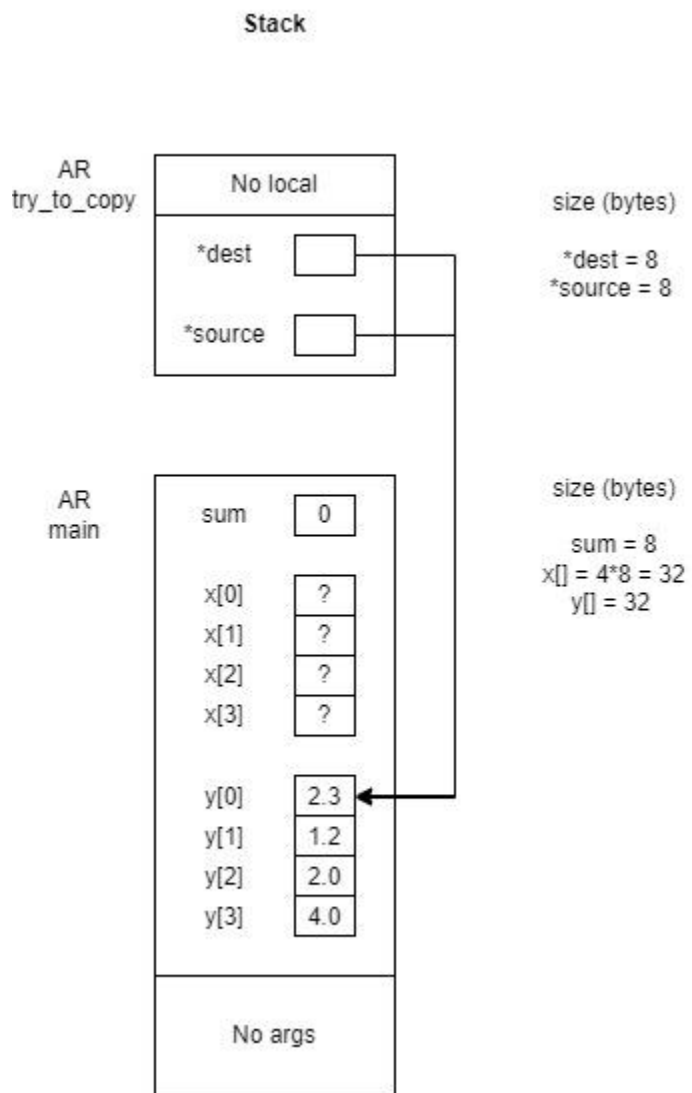 Stack
AR
try_to_copy
No local
size (bytes)
*dest
*dest = 8
*source = 8
*source
AR
main
size (bytes)
sum 0
sum = 8
x[] = 4*8 = 32
y[] = 32
x[0] ?
x[1] ?
x[2] ?
x[3] ?
y[0] 2.3
y[1] 1.2
y[2] 2.0
y[3] 4.0
No args